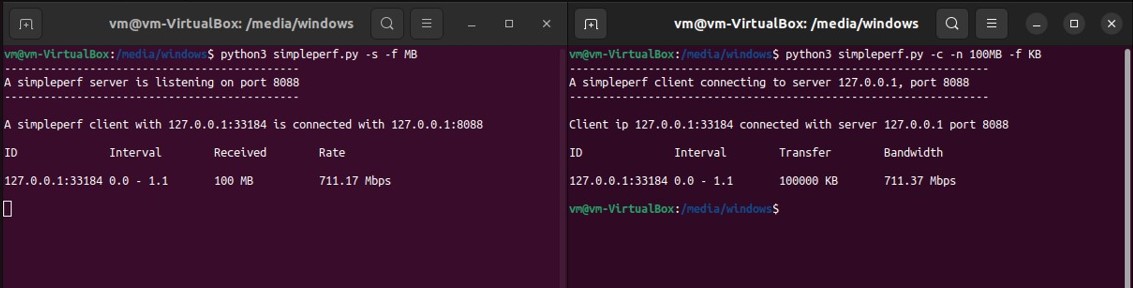 vm@vm-VirtualBox: /media/windows
vm@vm-VirtualBox:/media/windows$ python3 simpleperf.py -s -f MB
---------------------------------------------
A simpleperf server is listening on port 8088
---------------------------------------------
A simpleperf client with 127.0.0.1:33184 is connected with 127.0.0.1:8088
ID Interval Received Rate
127.0.0.1:33184 0.0 - 1.1 100 MB 711.17 Mbps
vm@vm-VirtualBox: /media/windows
vm@vm-VirtualBox:/media/windows$ python3 simpleperf.py -c -n 100MB -f KB
----------------------------------------------------------------
A simpleperf client connecting to server 127.0.0.1, port 8088
----------------------------------------------------------------
Client ip 127.0.0.1:33184 connected with server 127.0.0.1 port 8088
ID Interval Transfer Bandwidth
127.0.0.1:33184 0.0 - 1.1 100000 KB 711.37 Mbps
vm@vm-VirtualBox:/media/windows$